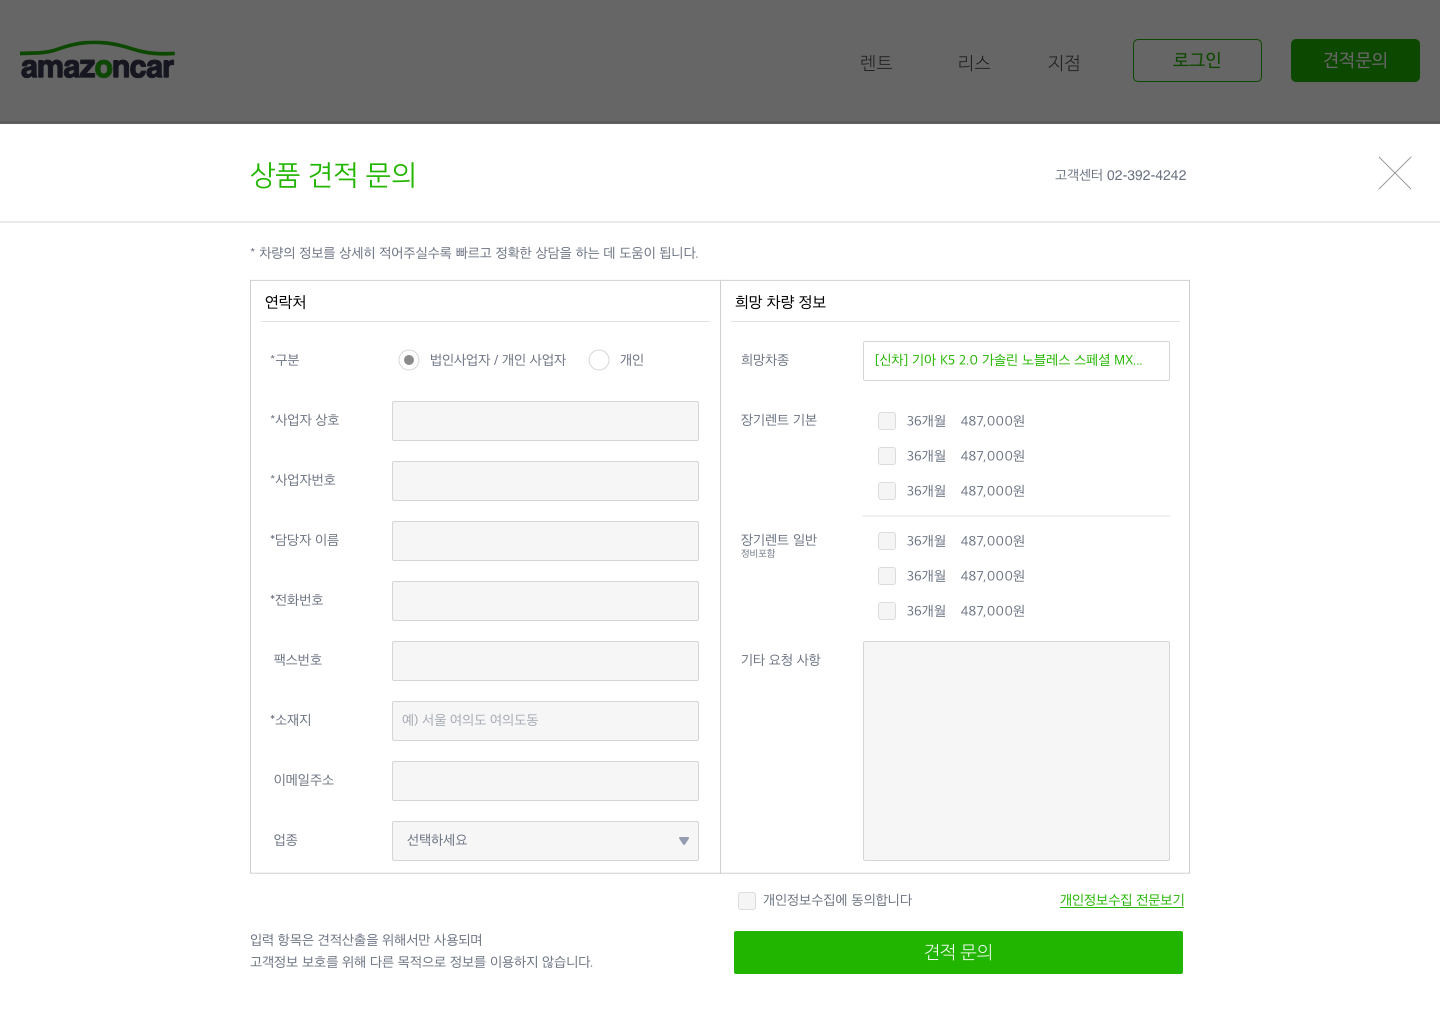 amazoncar
렌트
리스
지점
로그인
견적문의
상품 견적 문의
고객센터 02-392-4242
* 차량의 정보를 상세히 적어주실수록 빠르고 정확한 상담을 하는 데 도움이 됩니다.
연락처
*구분
법인사업자 / 개인 사업자
개인
*사업자 상호
*사업자번호
*담당자 이름
*전화번호
팩스번호
*소재지
예) 서울 여의도 여의도동
이메일주소
업종
선택하세요
희망 차량 정보
희망차종
[신차] 기아 K5 2.0 가솔린 노블레스 스페셜 MX...
장기렌트 기본
36개월 487,000원
36개월 487,000원
36개월 487,000원
장기렌트 일반
정비포함
36개월 487,000원
36개월 487,000원
36개월 487,000원
기타 요청 사항
개인정보수집에 동의합니다
개인정보수집 전문보기
입력 항목은 견적산출을 위해서만 사용되며
고객정보 보호를 위해 다른 목적으로 정보를 이용하지 않습니다.
견적 문의